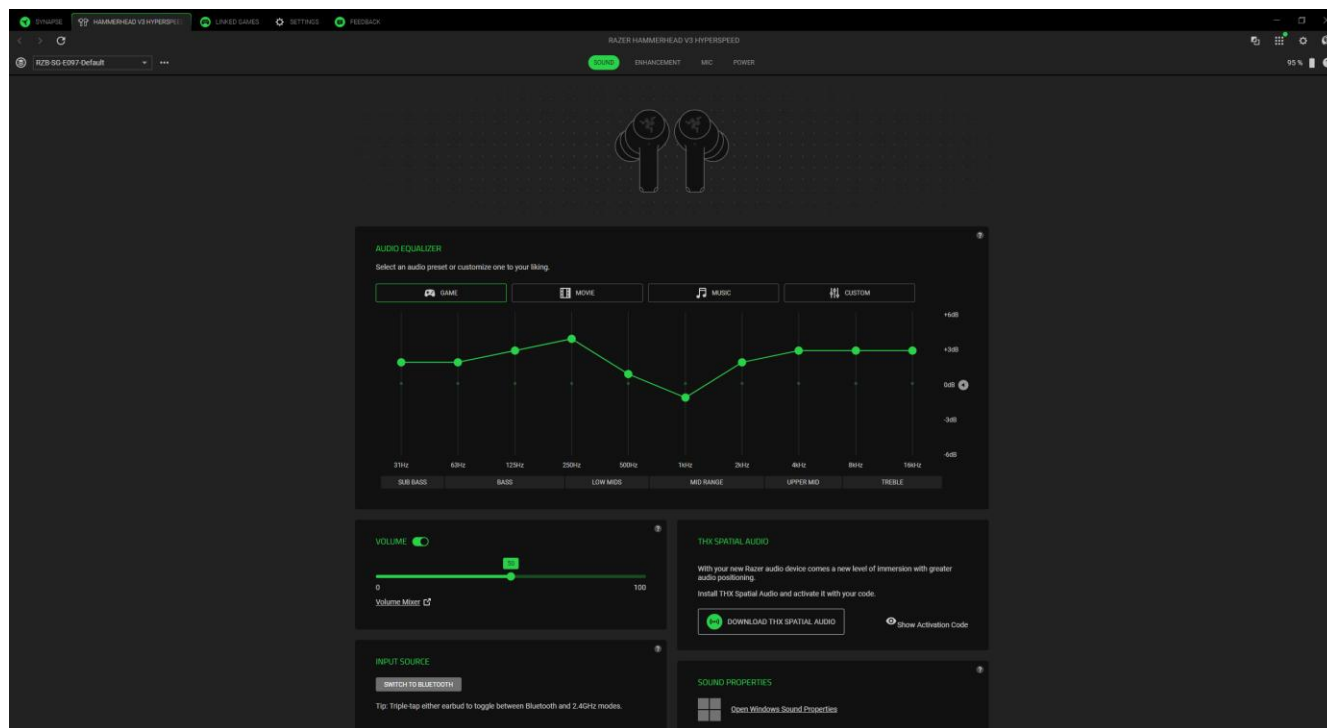 SYNAPSE HAMMERHEAD V3 HYPERSPEED LINKED GAMES SETTINGS FEEDBACK
RAZER HAMMERHEAD V3 HYPERSPEED
RZB-SG-E097-Default SOUND ENHANCEMENT MIC POWER 95 %
AUDIO EQUALIZER
Select an audio preset or customize one to your liking.
GAME MOVIE MUSIC CUSTOM
+6dB
+3dB
0dB
-3dB
-6dB
31Hz 63Hz 125Hz 250Hz 500Hz 1kHz 2kHz 4kHz 8kHz 16kHz
SUB BASS BASS LOW MIDS MID RANGE UPPER MID TREBLE
VOLUME
50
0 100
Volume Mixer
THX SPATIAL AUDIO
With your new Razer audio device comes a new level of immersion with greater
audio positioning.
Install THX Spatial Audio and activate it with your code.
DOWNLOAD THX SPATIAL AUDIO Show Activation Code
INPUT SOURCE
SWITCH TO BLUETOOTH
Tip: Triple-tap either earbud to toggle between Bluetooth and 2.4GHz modes.
SOUND PROPERTIES
Open Windows Sound Properties